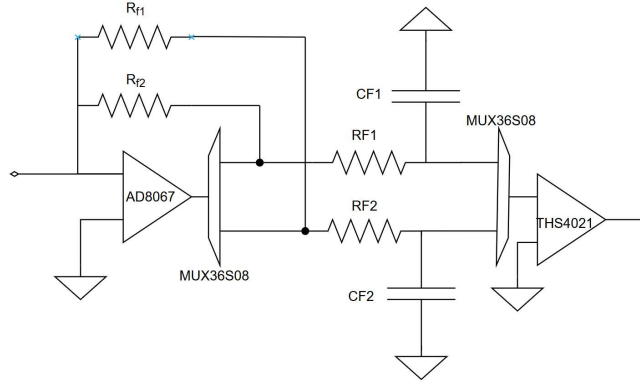 Rf1
Rf2
CF1
MUX36S08
RF1
AD8067
RF2
THS4021
MUX36S08
CF2